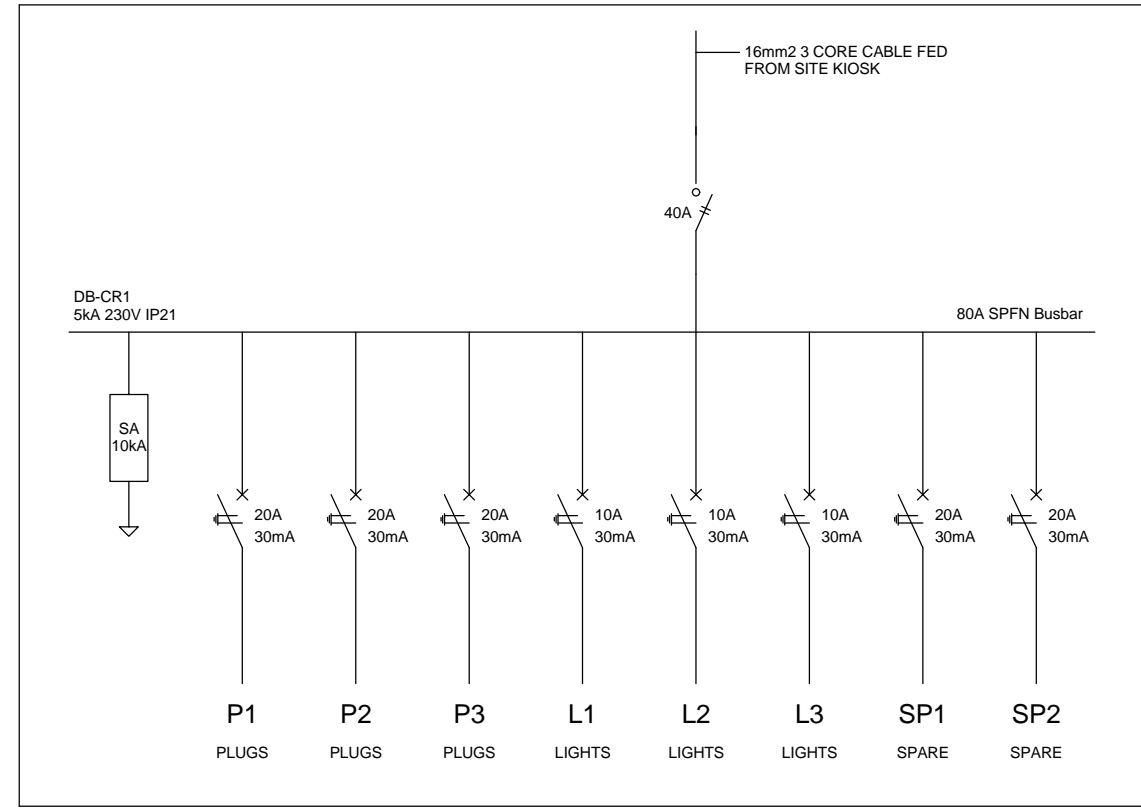 16mm2 3 CORE CABLE FED
FROM SITE KIOSK
40A
DB-CR1
5kA 230V IP21
80A SPFN Busbar
SA
10kA
20A
30mA
20A
30mA
20A
30mA
10A
30mA
10A
30mA
10A
30mA
20A
30mA
20A
30mA
P1
P2
P3
L1
L2
L3
SP1
SP2
PLUGS
PLUGS
PLUGS
LIGHTS
LIGHTS
LIGHTS
SPARE
SPARE